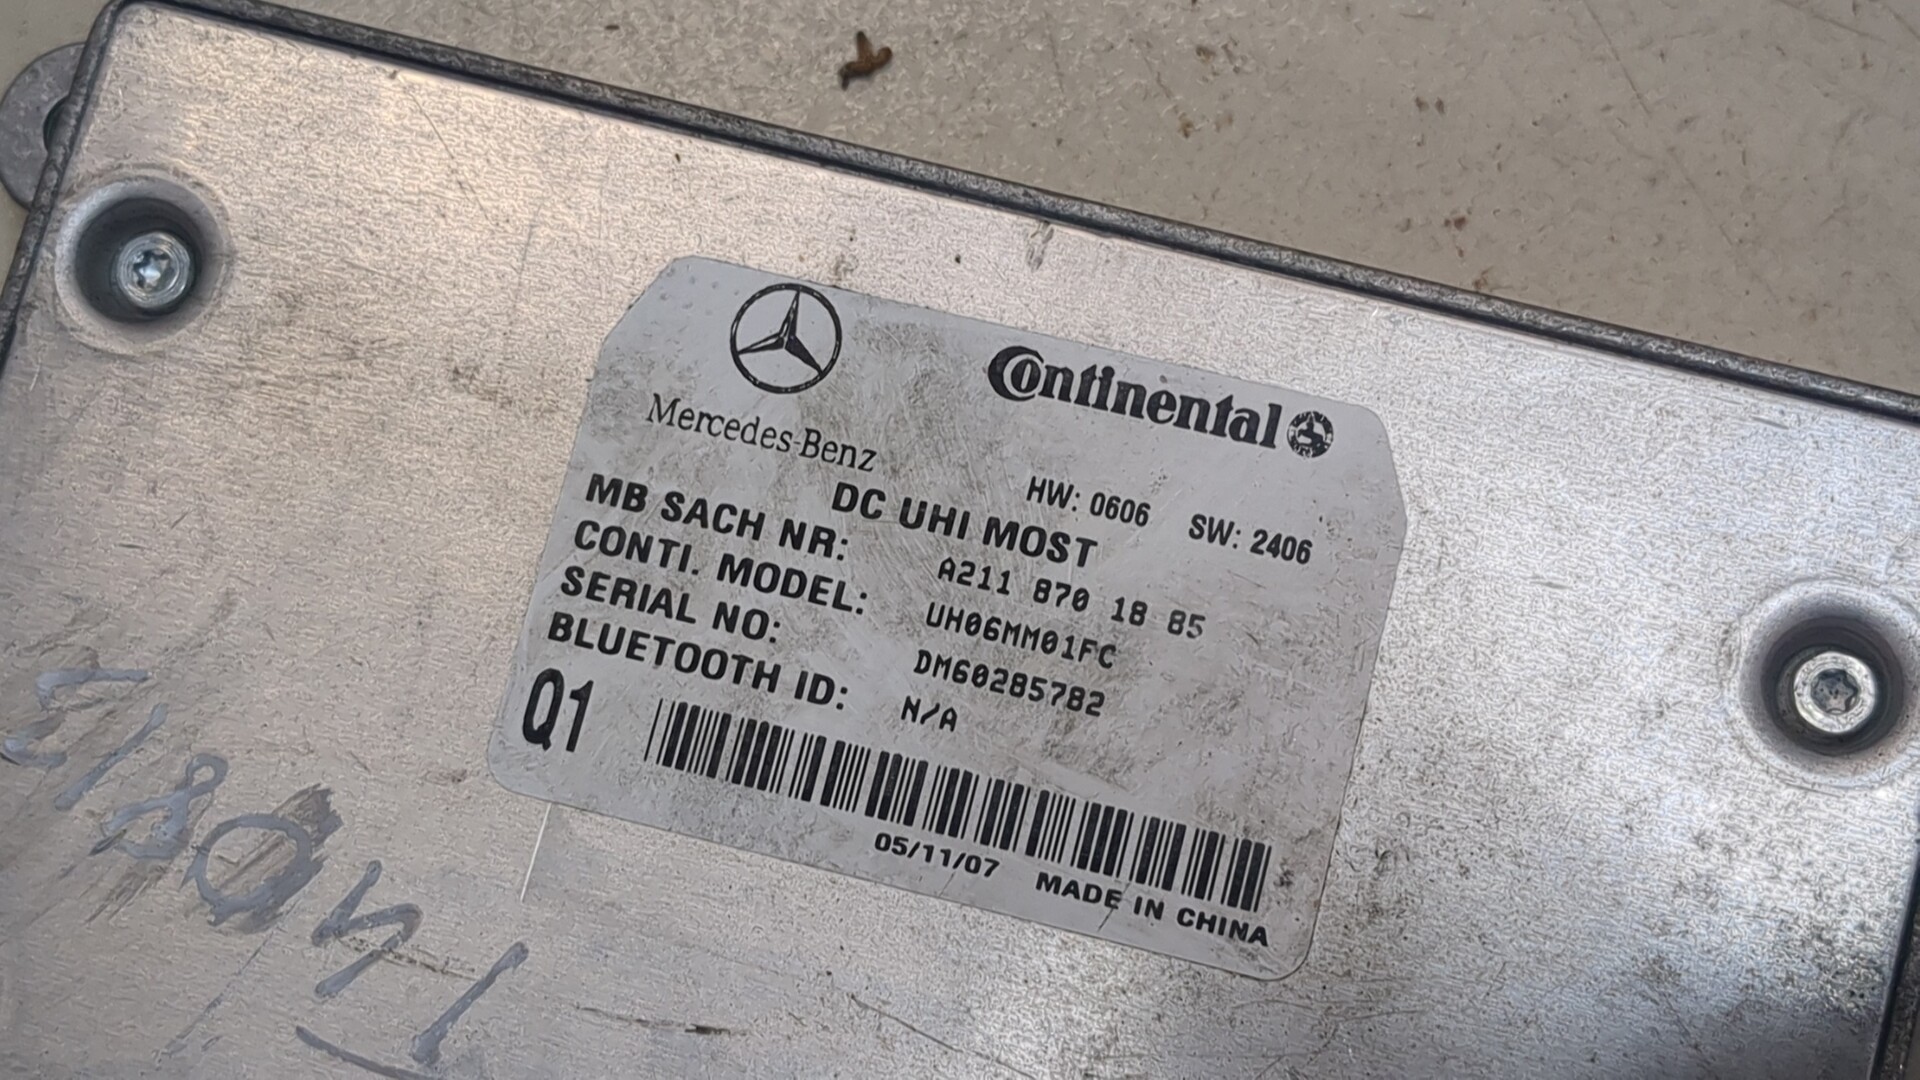 Mercedes-Benz
Continental
HW: 0606 SW: 2406
DC UHI MOST
MB SACH NR: A211 870 18 85
CONTI. MODEL: UH06MM01FC
SERIAL NO: DM60285782
BLUETOOTH ID: N/A
Q1
05/11/07 MADE IN CHINA